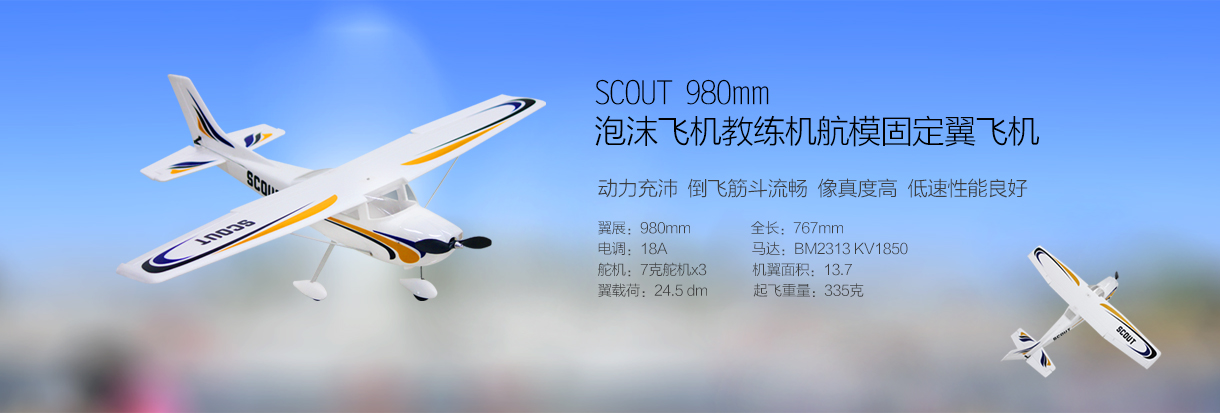 SCOUT 980mm
泡沫飞机教练机航模固定翼飞机
动力充沛 倒飞筋斗流畅 像真度高 低速性能良好
翼展：980mm 全长：767mm
电调：18A 马达：BM2313 KV1850
舵机：7克舵机x3 机翼面积：13.7
翼载荷：24.5 dm 起飞重量：335克
SCOUT
SCOUT
SCOUT
SCOUT